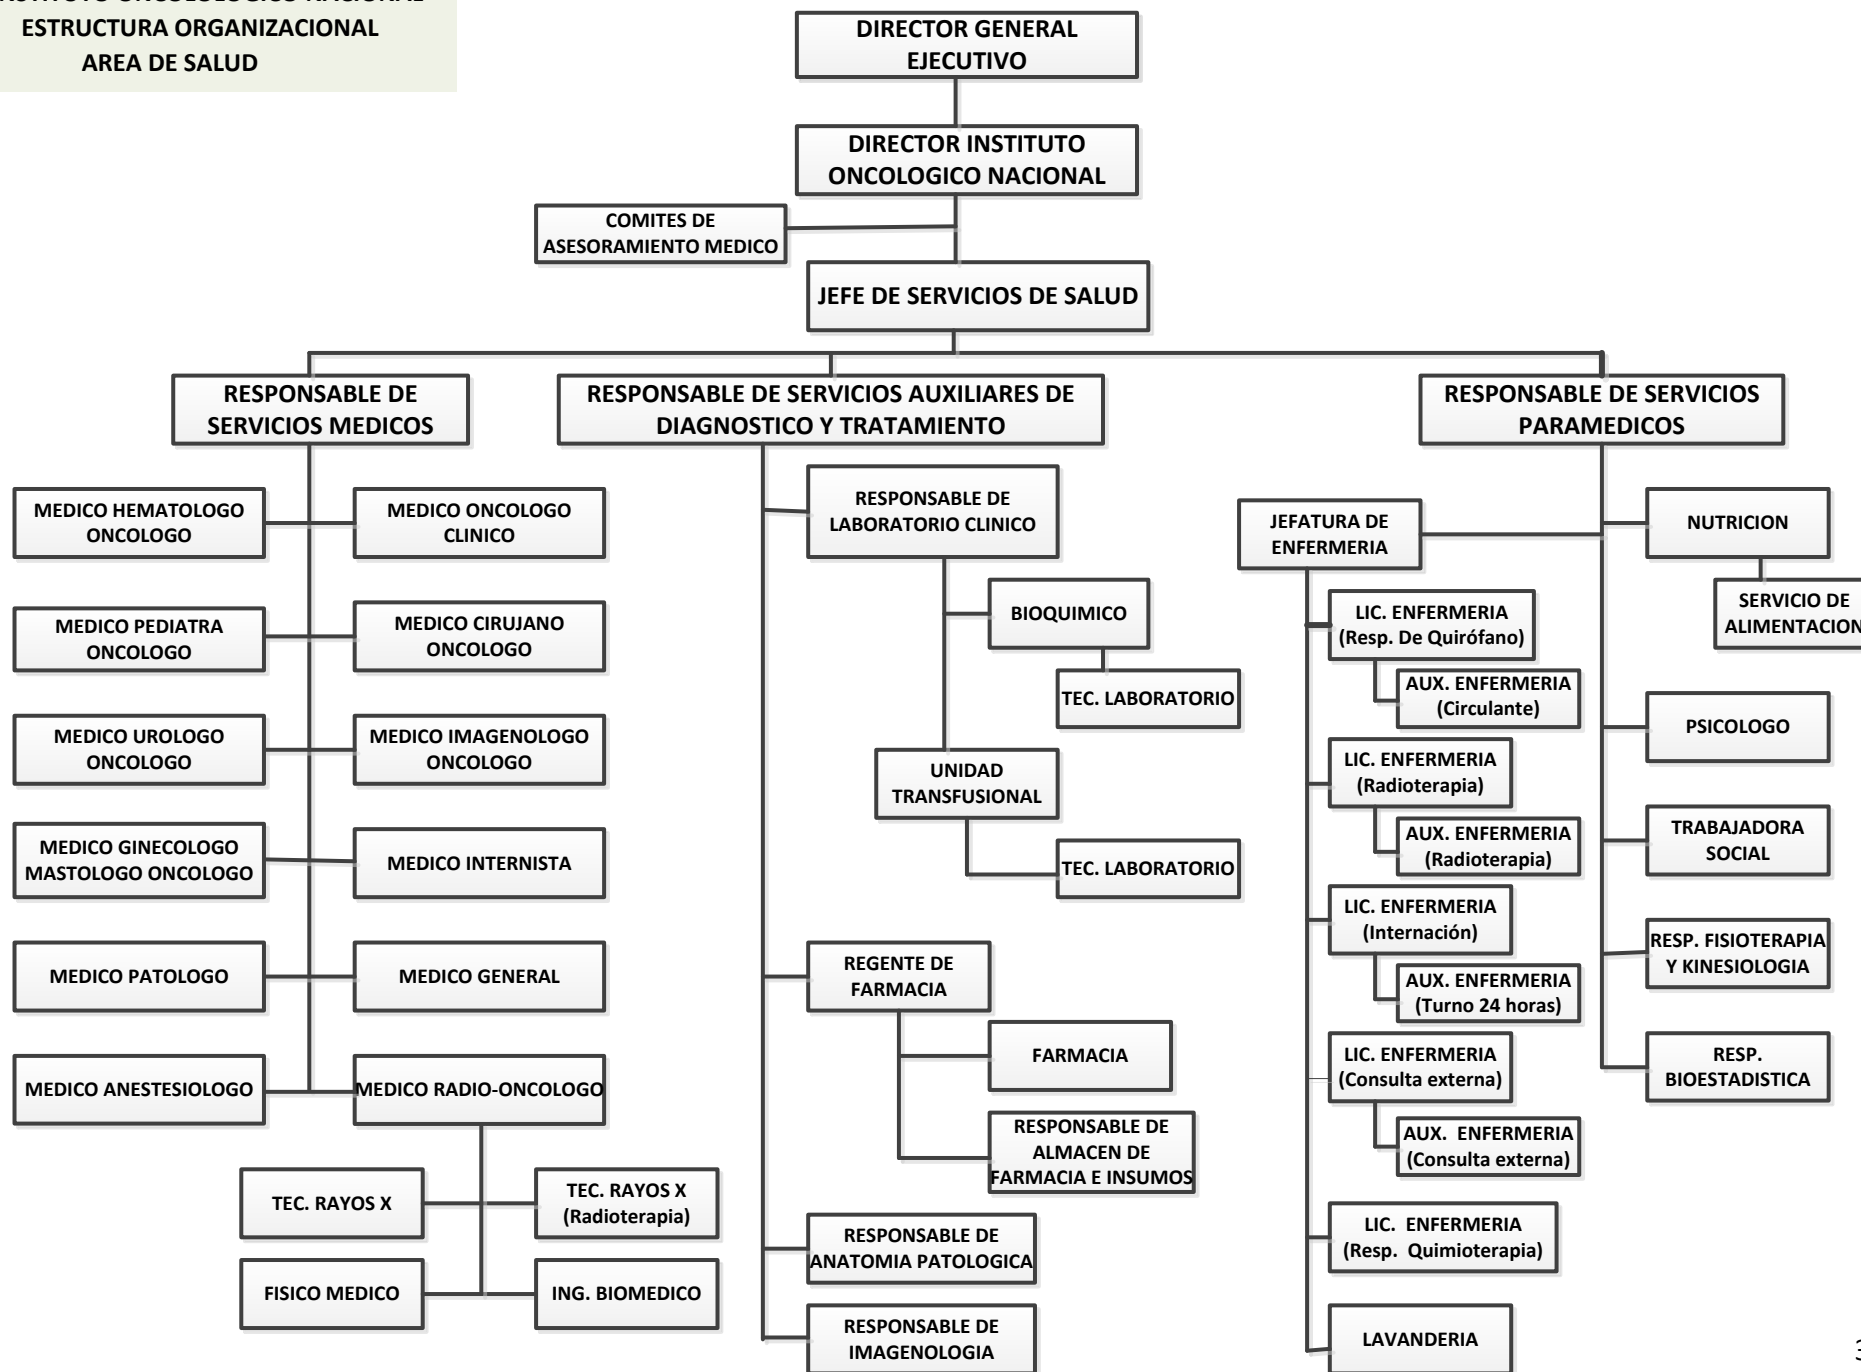 INSTITUTO ONCOLOLOGICO NACIONAL
ESTRUCTURA ORGANIZACIONAL
AREA DE SALUD
DIRECTOR GENERAL
EJECUTIVO
DIRECTOR INSTITUTO
ONCOLOGICO NACIONAL
COMITES DE
ASESORAMIENTO MEDICO
JEFE DE SERVICIOS DE SALUD
RESPONSABLE DE
SERVICIOS MEDICOS
RESPONSABLE DE SERVICIOS AUXILIARES DE
DIAGNOSTICO Y TRATAMIENTO
RESPONSABLE DE SERVICIOS
PARAMEDICOS
MEDICO HEMATOLOGO
ONCOLOGO
MEDICO ONCOLOGO
CLINICO
MEDICO PEDIATRA
ONCOLOGO
MEDICO CIRUJANO
ONCOLOGO
MEDICO UROLOGO
ONCOLOGO
MEDICO IMAGENOLOGO
ONCOLOGO
MEDICO GINECOLOGO
MASTOLOGO ONCOLOGO
MEDICO INTERNISTA
MEDICO PATOLOGO
MEDICO GENERAL
MEDICO ANESTESIOLOGO
MEDICO RADIO-ONCOLOGO
TEC. RAYOS X
TEC. RAYOS X
(Radioterapia)
FISICO MEDICO
ING. BIOMEDICO
RESPONSABLE DE
LABORATORIO CLINICO
BIOQUIMICO
TEC. LABORATORIO
UNIDAD
TRANSFUSIONAL
TEC. LABORATORIO
REGENTE DE
FARMACIA
FARMACIA
RESPONSABLE DE
ALMACEN DE
FARMACIA E INSUMOS
RESPONSABLE DE
ANATOMIA PATOLOGICA
RESPONSABLE DE
IMAGENOLOGIA
JEFATURA DE
ENFERMERIA
LIC. ENFERMERIA
(Resp. De Quirófano)
AUX. ENFERMERIA
(Circulante)
LIC. ENFERMERIA
(Radioterapia)
AUX. ENFERMERIA
(Radioterapia)
LIC. ENFERMERIA
(Internación)
AUX. ENFERMERIA
(Turno 24 horas)
LIC. ENFERMERIA
(Consulta externa)
AUX. ENFERMERIA
(Consulta externa)
LIC. ENFERMERIA
(Resp. Quimioterapia)
LAVANDERIA
NUTRICION
SERVICIO DE
ALIMENTACION
PSICOLOGO
TRABAJADORA
SOCIAL
RESP. FISIOTERAPIA
Y KINESIOLOGIA
RESP.
BIOESTADISTICA